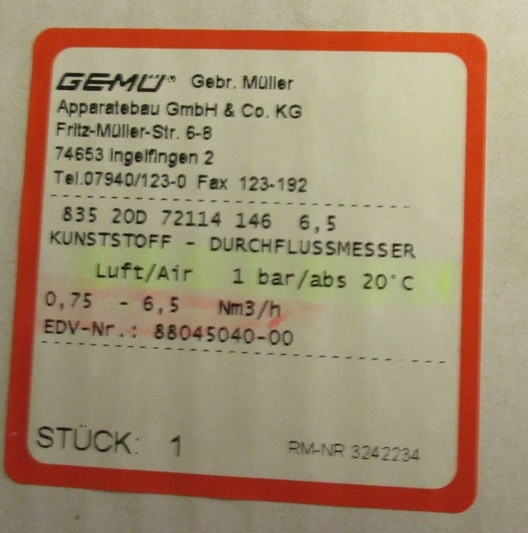 GEMÜ Gebr. Müller
Apparatebau GmbH & Co. KG
Fritz-Müller-Str. 6-8
74653 Ingelfingen 2
Tel.07940/123-0 Fax 123-192
835 20D 72114 146 6,5
KUNSTSTOFF - DURCHFLUSSMESSER
Luft/Air 1 bar/abs 20°C
0,75 - 6,5 Nm3/h
EDV-Nr.: 88045040-00
STÜCK: 1
RM-NR 3242234